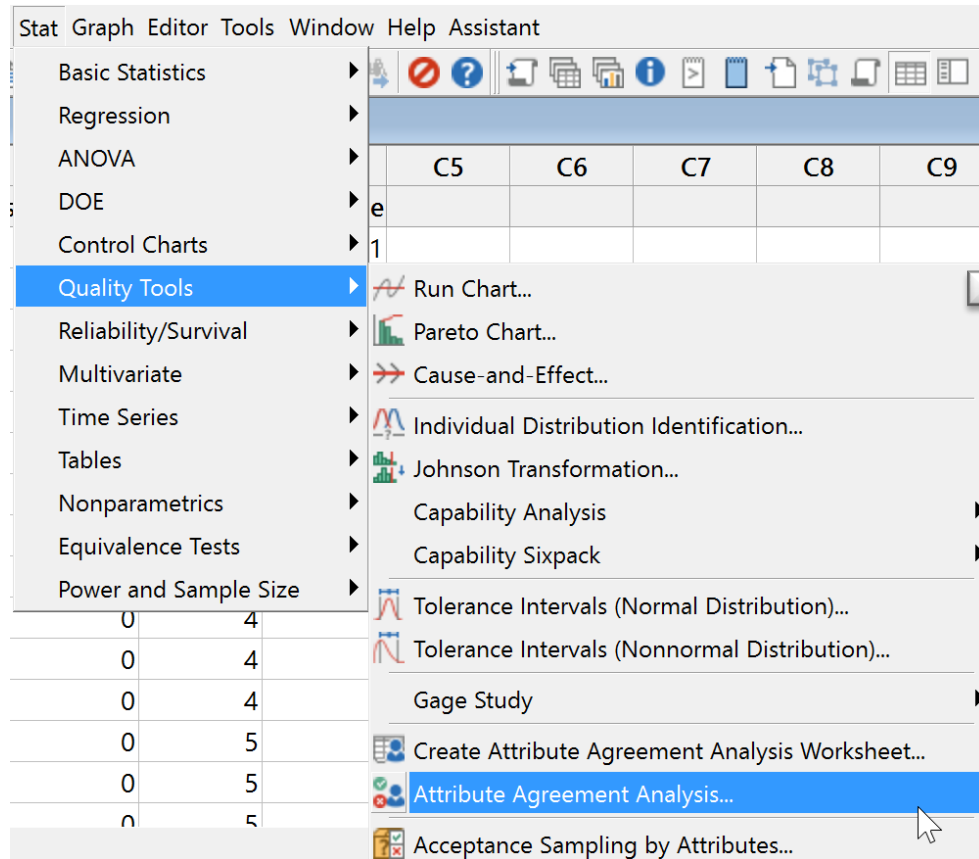 Stat Graph Editor Tools Window Help Assistant
Basic Statistics
Regression
ANOVA
DOE
Control Charts
Quality Tools
Reliability/Survival
Multivariate
Time Series
Tables
Nonparametrics
Equivalence Tests
Power and Sample Size
C5 C6 C7 C8 C9
e
1
Run Chart...
Pareto Chart...
Cause-and-Effect...
Individual Distribution Identification...
Johnson Transformation...
Capability Analysis
Capability Sixpack
Tolerance Intervals (Normal Distribution)...
Tolerance Intervals (Nonnormal Distribution)...
Gage Study
Create Attribute Agreement Analysis Worksheet...
Attribute Agreement Analysis...
Acceptance Sampling by Attributes...
0 4
0 4
0 4
0 5
0 5
0 5